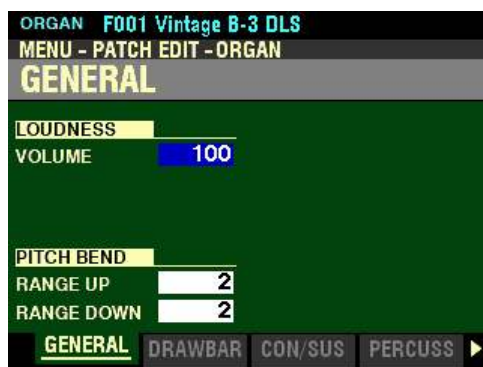 ORGAN F001 Vintage B-3 DLS
MENU - PATCH EDIT - ORGAN
GENERAL
LOUDNESS
VOLUME 100
PITCH BEND
RANGE UP 2
RANGE DOWN 2
GENERAL DRAWBAR CON/SUS PERCUSS